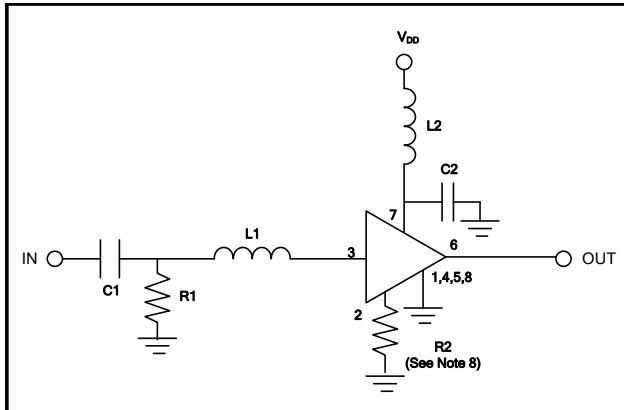 VDD
L2
C2
7
L1
IN
3
6
OUT
C1
R1
1,4,5,8
2
R2
(See Note 8)